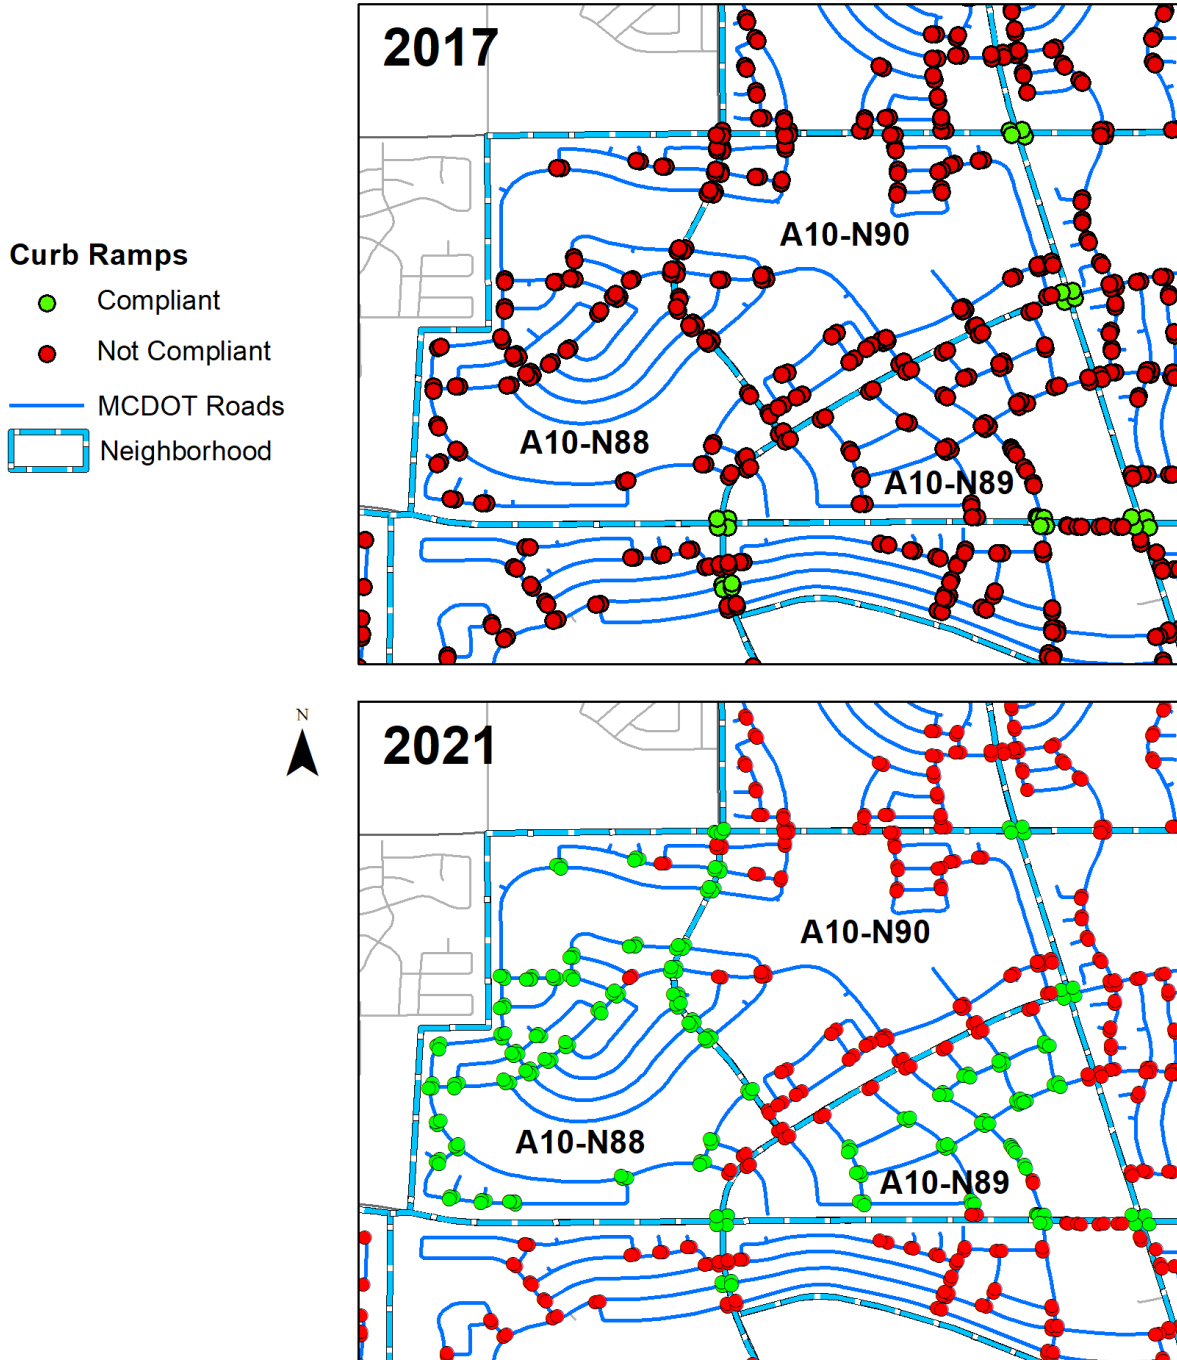 2017
A10-N90
A10-N88
A10-N89
Curb Ramps
Compliant
Not Compliant
MCDOT Roads
Neighborhood
N
2021
A10-N90
A10-N88
A10-N89